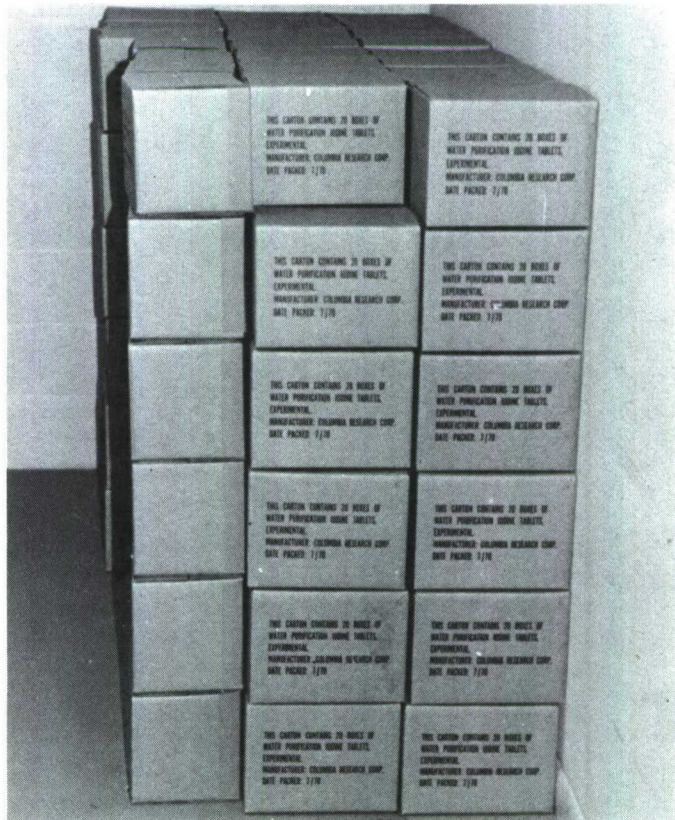 THIS CARTON CONTAINS 20 BOXES OF
WATER PURIFICATION IODINE TABLETS,
EXPERIMENTAL.
MANUFACTURER: COLUMBIA RESEARCH CORP.
DATE PACKED: 7/70
THIS CARTON CONTAINS 20 BOXES OF
WATER PURIFICATION IODINE TABLETS,
EXPERIMENTAL.
MANUFACTURER: COLUMBIA RESEARCH CORP.
DATE PACKED: 7/70
THIS CARTON CONTAINS 20 BOXES OF
WATER PURIFICATION IODINE TABLETS,
EXPERIMENTAL.
MANUFACTURER: COLUMBIA RESEARCH CORP.
DATE PACKED: 7/70
THIS CARTON CONTAINS 20 BOXES OF
WATER PURIFICATION IODINE TABLETS,
EXPERIMENTAL.
MANUFACTURER: COLUMBIA RESEARCH CORP.
DATE PACKED: 7/70
THIS CARTON CONTAINS 20 BOXES OF
WATER PURIFICATION IODINE TABLETS,
EXPERIMENTAL.
MANUFACTURER: COLUMBIA RESEARCH CORP.
DATE PACKED: 7/70
THIS CARTON CONTAINS 20 BOXES OF
WATER PURIFICATION IODINE TABLETS,
EXPERIMENTAL.
MANUFACTURER: COLUMBIA RESEARCH CORP.
DATE PACKED: 7/70
THIS CARTON CONTAINS 20 BOXES OF
WATER PURIFICATION IODINE TABLETS,
EXPERIMENTAL.
MANUFACTURER: COLUMBIA RESEARCH CORP.
DATE PACKED: 7/70
THIS CARTON CONTAINS 20 BOXES OF
WATER PURIFICATION IODINE TABLETS,
EXPERIMENTAL.
MANUFACTURER: COLUMBIA RESEARCH CORP.
DATE PACKED: 7/70
THIS CARTON CONTAINS 20 BOXES OF
WATER PURIFICATION IODINE TABLETS,
EXPERIMENTAL.
MANUFACTURER: COLUMBIA RESEARCH CORP.
DATE PACKED: 7/70
THIS CARTON CONTAINS 20 BOXES OF
WATER PURIFICATION IODINE TABLETS,
EXPERIMENTAL.
MANUFACTURER: COLUMBIA RESEARCH CORP.
DATE PACKED: 7/70
THIS CARTON CONTAINS 20 BOXES OF
WATER PURIFICATION IODINE TABLETS,
EXPERIMENTAL.
MANUFACTURER: COLUMBIA RESEARCH CORP.
DATE PACKED: 7/70
THIS CARTON CONTAINS 20 BOXES OF
WATER PURIFICATION IODINE TABLETS,
EXPERIMENTAL.
MANUFACTURER: COLUMBIA RESEARCH CORP.
DATE PACKED: 7/70